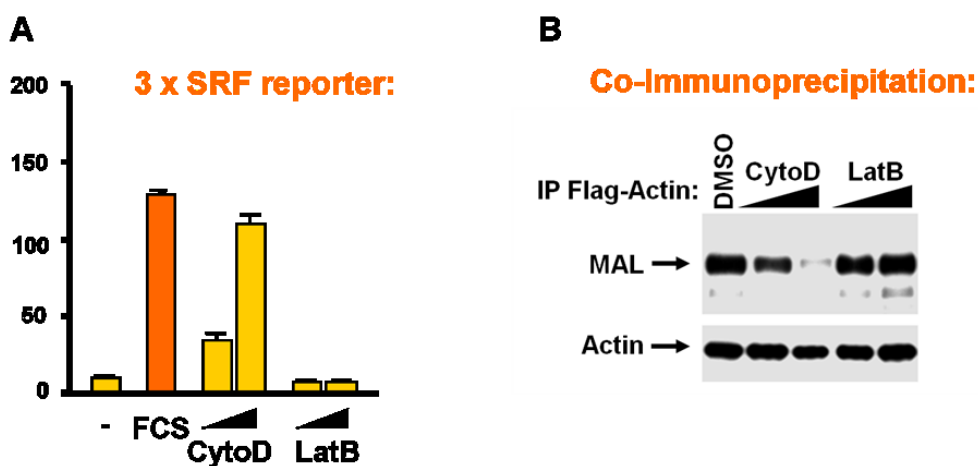 A
3 x SRF reporter:
200
150
100
50
0
-
FCS
CytoD
LatB
B
Co-Immunoprecipitation:
IP Flag-Actin:
DMSO
CytoD
LatB
MAL
Actin